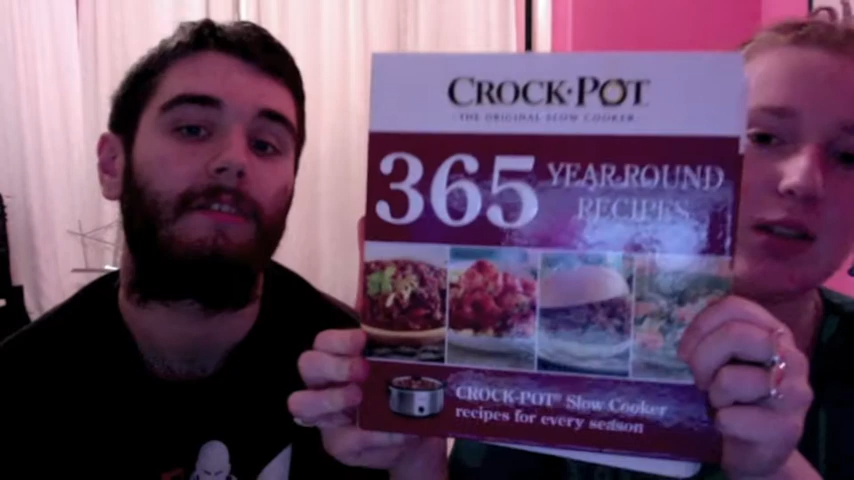 CROCK·POT
THE ORIGINAL SLOW COOKER
365 YEAR-ROUND
RECIPES
CROCK-POT® Slow Cooker
recipes for every season